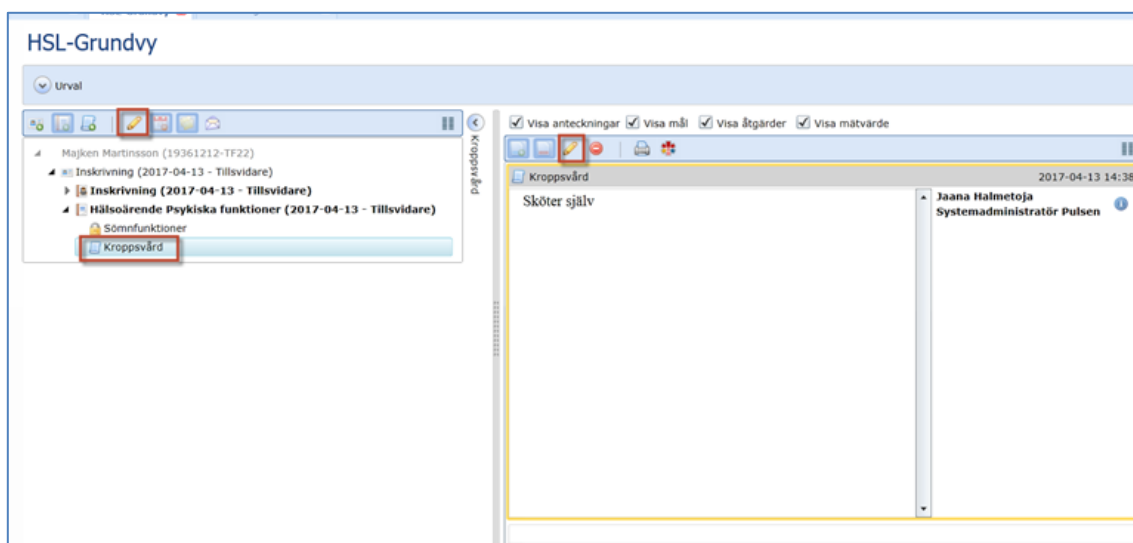 HSL-Grundvy
Urval
Majken Martinsson (19361212-TF22)
Inskrivning (2017-04-13 - Tillsvidare)
Inskrivning (2017-04-13 - Tillsvidare)
Hälsoärende Psykiska funktioner (2017-04-13 - Tillsvidare)
Sömnfunktioner
Kroppsvård
Kroppsvård
Visa anteckningar Visa mål Visa åtgärder Visa mätvärde
Kroppsvård 2017-04-13 14:38
Sköter själv
Jaana Halmetoja
Systemadministratör Pulsen